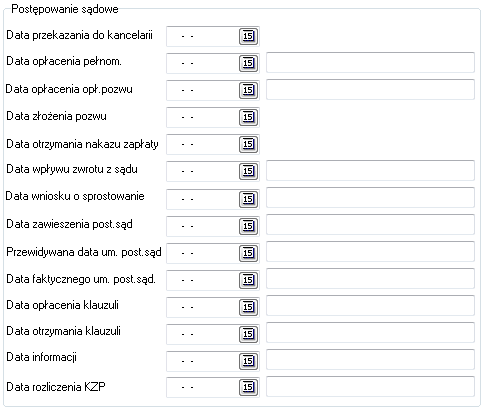 Postępowanie sądowe
Data przekazania do kancelarii - - 15
Data opłacenia pełnom. - - 15
Data opłacenia opł.pozwu - - 15
Data złożenia pozwu - - 15
Data otrzymania nakazu zapłaty - - 15
Data wpływu zwrotu z sądu - - 15
Data wniosku o sprostowanie - - 15
Data zawieszenia post.sąd - - 15
Przewidywana data um. post.sąd - - 15
Data faktycznego um. post.sąd. - - 15
Data opłacenia klauzuli - - 15
Data otrzymania klauzuli - - 15
Data informacji - - 15
Data rozliczenia KZP - - 15